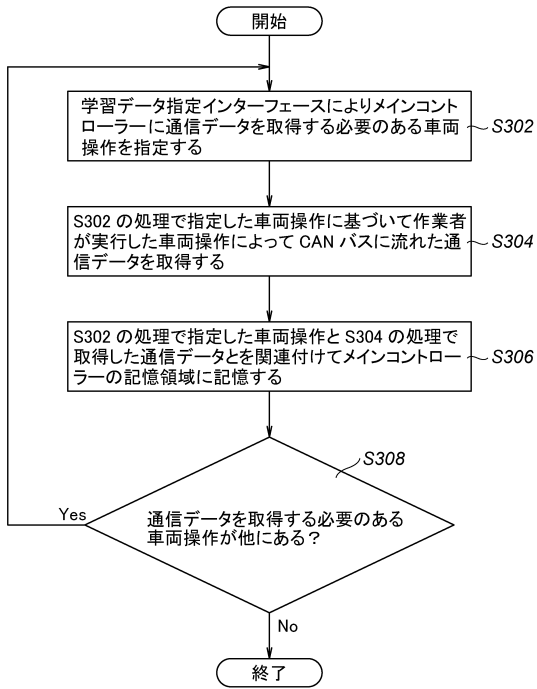 開始
学習データ指定インターフェースによりメインコント
ローラーに通信データを取得する必要のある車両
操作を指定する
S302
S302 の処理で指定した車両操作に基づいて作業者
が実行した車両操作によって CAN バスに流れた通
信データを取得する
S304
S302 の処理で指定した車両操作と S304 の処理で
取得した通信データとを関連付けてメインコントロー
ラーの記憶領域に記憶する
S306
S308
通信データを取得する必要のある
車両操作が他にある？
Yes
No
終了